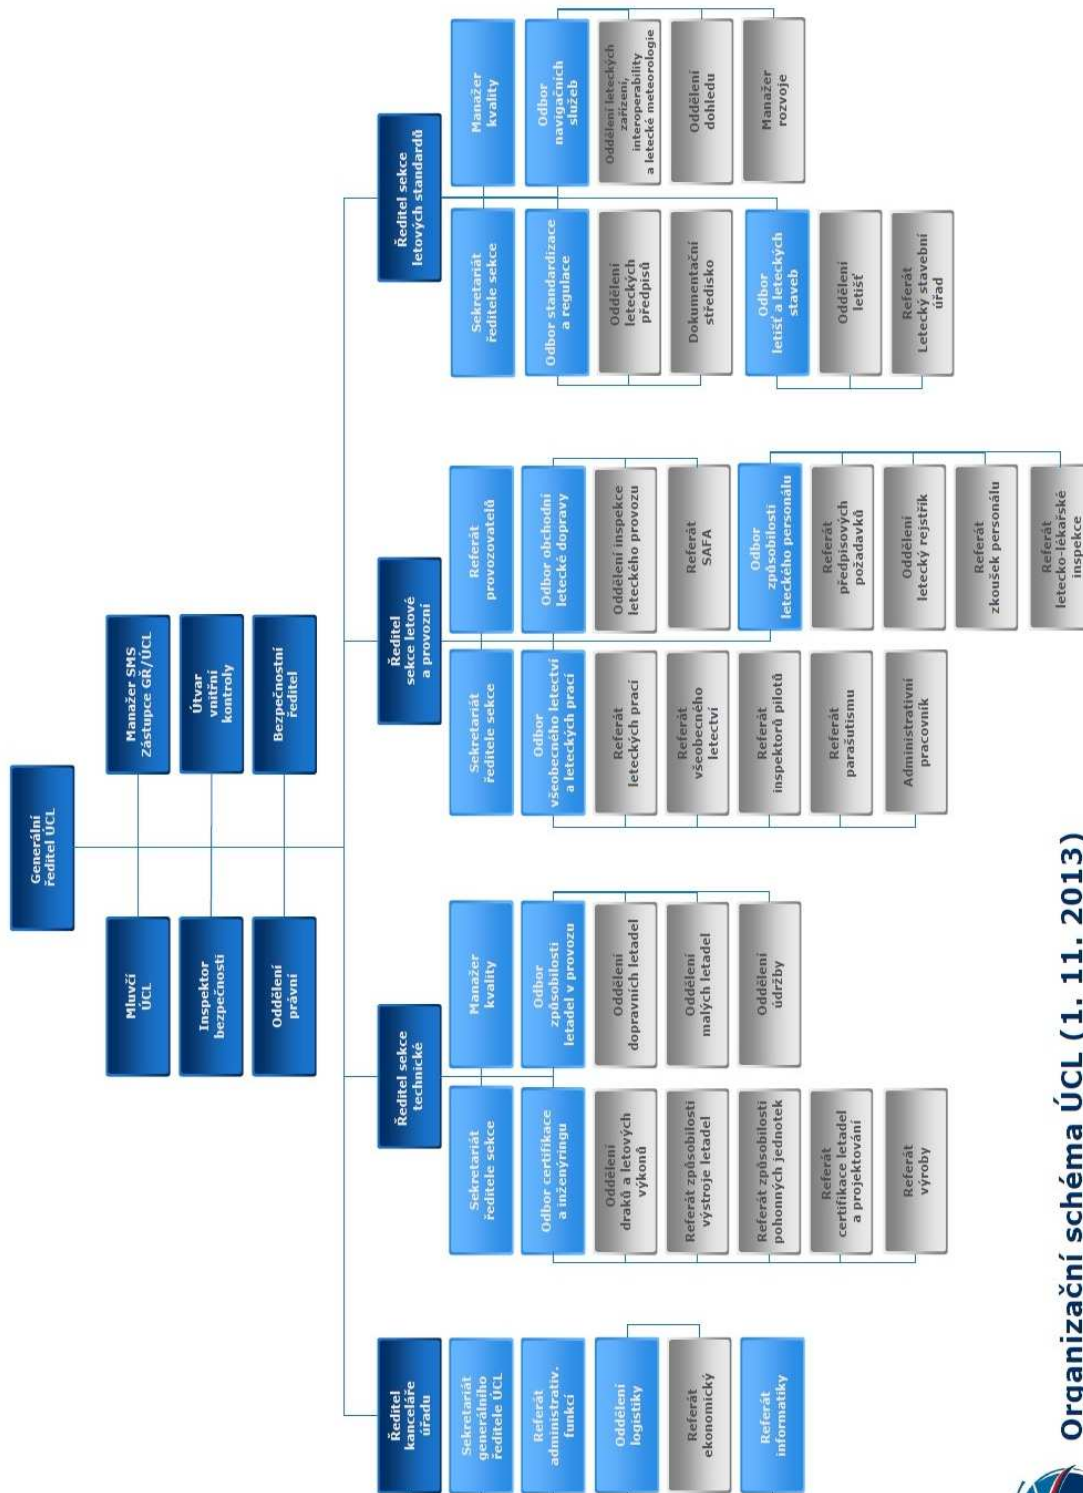 Generální
ředitel ÚCL
Mluvčí
ÚCL
Manažer SMS
Zástupce GŘ/ÚCL
Inspektor
bezpečnosti
Útvar
vnitřní
kontroly
Oddělení
právní
Bezpečnostní
ředitel
Ředitel
kanceláře
úřadu
Sekretariát
generálního
ředitele ÚCL
Referát
administrativ.
funkcí
Oddělení
logistiky
Referát
ekonomický
Referát
informatiky
Ředitel sekce
technické
Sekretariát
ředitele sekce
Manažer
kvality
Odbor certifikace
a inženýringu
Oddělení
draků a letových
výkonů
Referát způsobilosti
výstroje letadel
Referát způsobilosti
pohonných jednotek
Referát
certifikace letadel
a projektování
Referát
výroby
Odbor
způsobilosti
letadel v provozu
Oddělení
dopravních letadel
Oddělení
malých letadel
Oddělení
údržby
Ředitel
sekce letové
a provozní
Sekretariát
ředitele sekce
Referát
provozovatelů
Odbor
všeobecného letectví
a leteckých prací
Referát
leteckých prací
Referát
všeobecného
letectví
Referát
inspektorů pilotů
Referát
parašutismu
Administrativní
pracovník
Odbor obchodní
letecké dopravy
Oddělení inspekce
leteckého provozu
Referát
SAFA
Odbor
způsobilosti
leteckého personálu
Referát
předpisových
požadavků
Oddělení
letecký rejstřík
Referát
zkoušek personálu
Referát
letecko-lékařské
inspekce
Ředitel sekce
letových standardů
Sekretariát
ředitele sekce
Manažer
kvality
Odbor standardizace
a regulace
Oddělení
leteckých
předpisů
Dokumentační
středisko
Odbor
navigačních
služeb
Oddělení leteckých
zařízení,
interoperability
a letecké meteorologie
Oddělení
dohledu
Manažer
rozvoje
Odbor
letišť a leteckých
staveb
Oddělení
letišť
Referát
Letecký stavební
úřad
Organizační schéma ÚCL (1. 11. 2013)